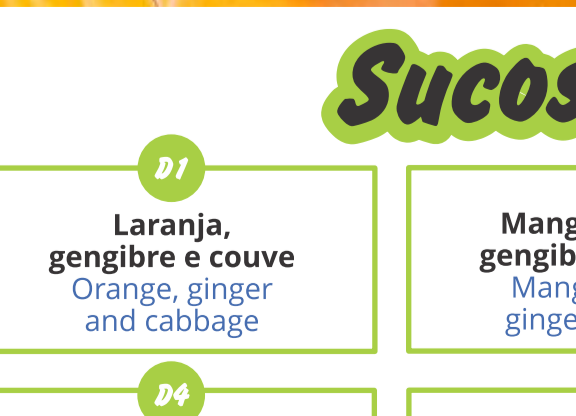 Sucos
D1
Laranja,
gengibre e couve
Orange, ginger
and cabbage
D4